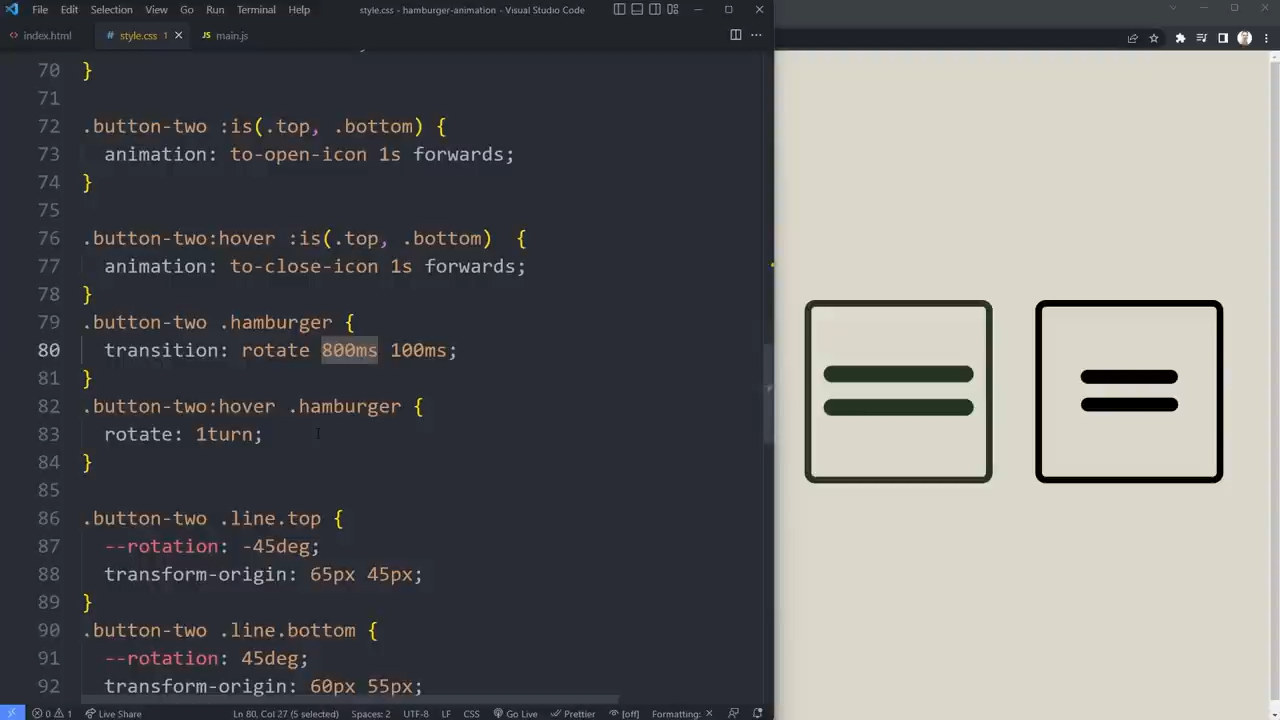 File Edit Selection View Go Run Terminal Help style.css - hamburger-animation - Visual Studio Code
index.html # style.css 1 JS main.js
70 }
71
72 .button-two :is(.top, .bottom) {
73 animation: to-open-icon 1s forwards;
74 }
75
76 .button-two:hover :is(.top, .bottom)  {
77 animation: to-close-icon 1s forwards;
78 }
79 .button-two .hamburger {
80 transition: rotate 800ms 100ms;
81 }
82 .button-two:hover .hamburger {
83 rotate: 1turn;
84 }
85
86 .button-two .line.top {
87 --rotation: -45deg;
88 transform-origin: 65px 45px;
89 }
90 .button-two .line.bottom {
91 --rotation: 45deg;
92 transform-origin: 60px 55px;
0 1 Live Share Ln 80, Col 27 (5 selected) Spaces: 2 UTF-8 LF CSS Go Live Prettier [off] Formatting: ×